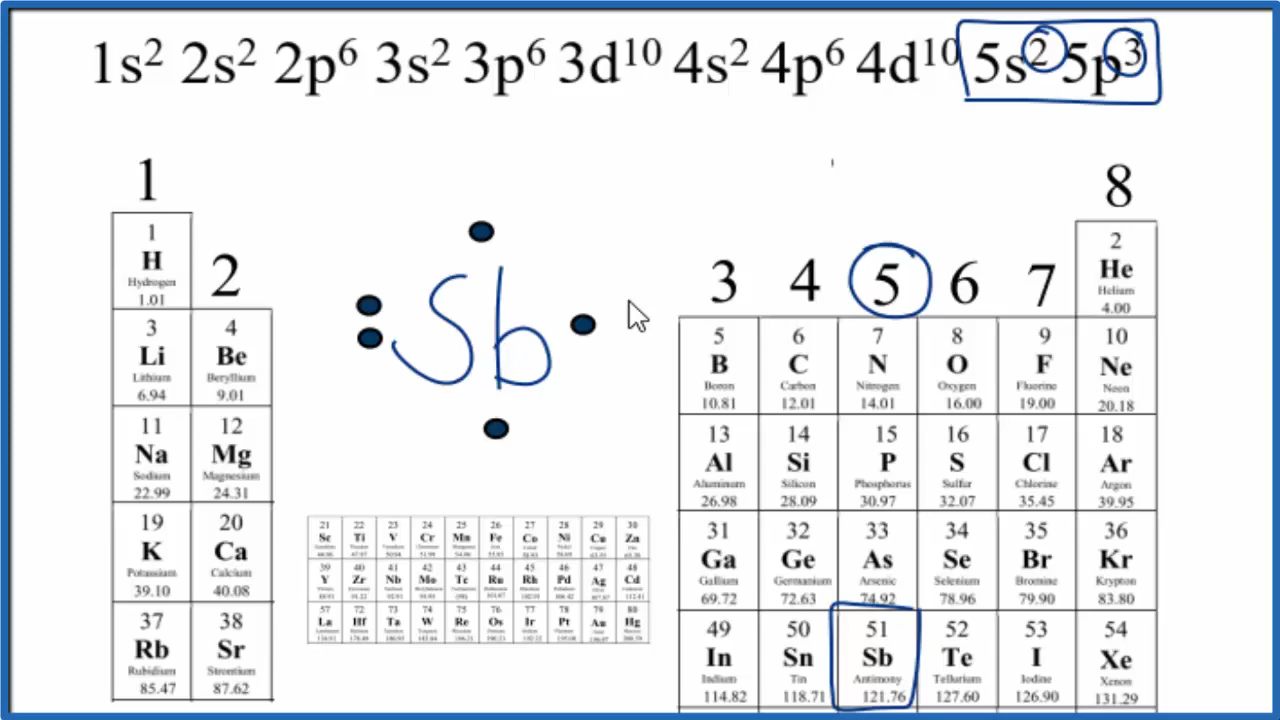 1s² 2s² 2p⁶ 3s² 3p⁶ 3d¹⁰ 4s² 4p⁶ 4d¹⁰ 5s² 5p³
1 8
2 3 4 5 6 7
1 2
H He
Hydrogen Helium
1.01 4.00
Sb
3 4 5 6 7 8 9 10
Li Be B C N O F Ne
Lithium Beryllium Boron Carbon Nitrogen Oxygen Fluorine Neon
6.94 9.01 10.81 12.01 14.01 16.00 19.00 20.18
11 12 13 14 15 16 17 18
Na Mg Al Si P S Cl Ar
Sodium Magnesium Aluminum Silicon Phosphorus Sulfur Chlorine Argon
22.99 24.31 26.98 28.09 30.97 32.07 35.45 39.95
19 20 31 32 33 34 35 36
K Ca Ga Ge As Se Br Kr
Potassium Calcium Gallium Germanium Arsenic Selenium Bromine Krypton
39.10 40.08 69.72 72.63 74.92 78.96 79.90 83.80
21 22 23 24 25 26 27 28 29 30
Sc Ti V Cr Mn Fe Co Ni Cu Zn
39 40 41 42 43 44 45 46 47 48
Y Zr Nb Mo Tc Ru Rh Pd Ag Cd
57 72 73 74 75 76 77 78 79 80
La Hf Ta W Re Os Ir Pt Au Hg
37 38 49 50 51 52 53 54
Rb Sr In Sn Sb Te I Xe
Rubidium Strontium Indium Tin Antimony Tellurium Iodine Xenon
85.47 87.62 114.82 118.71 121.76 127.60 126.90 131.29